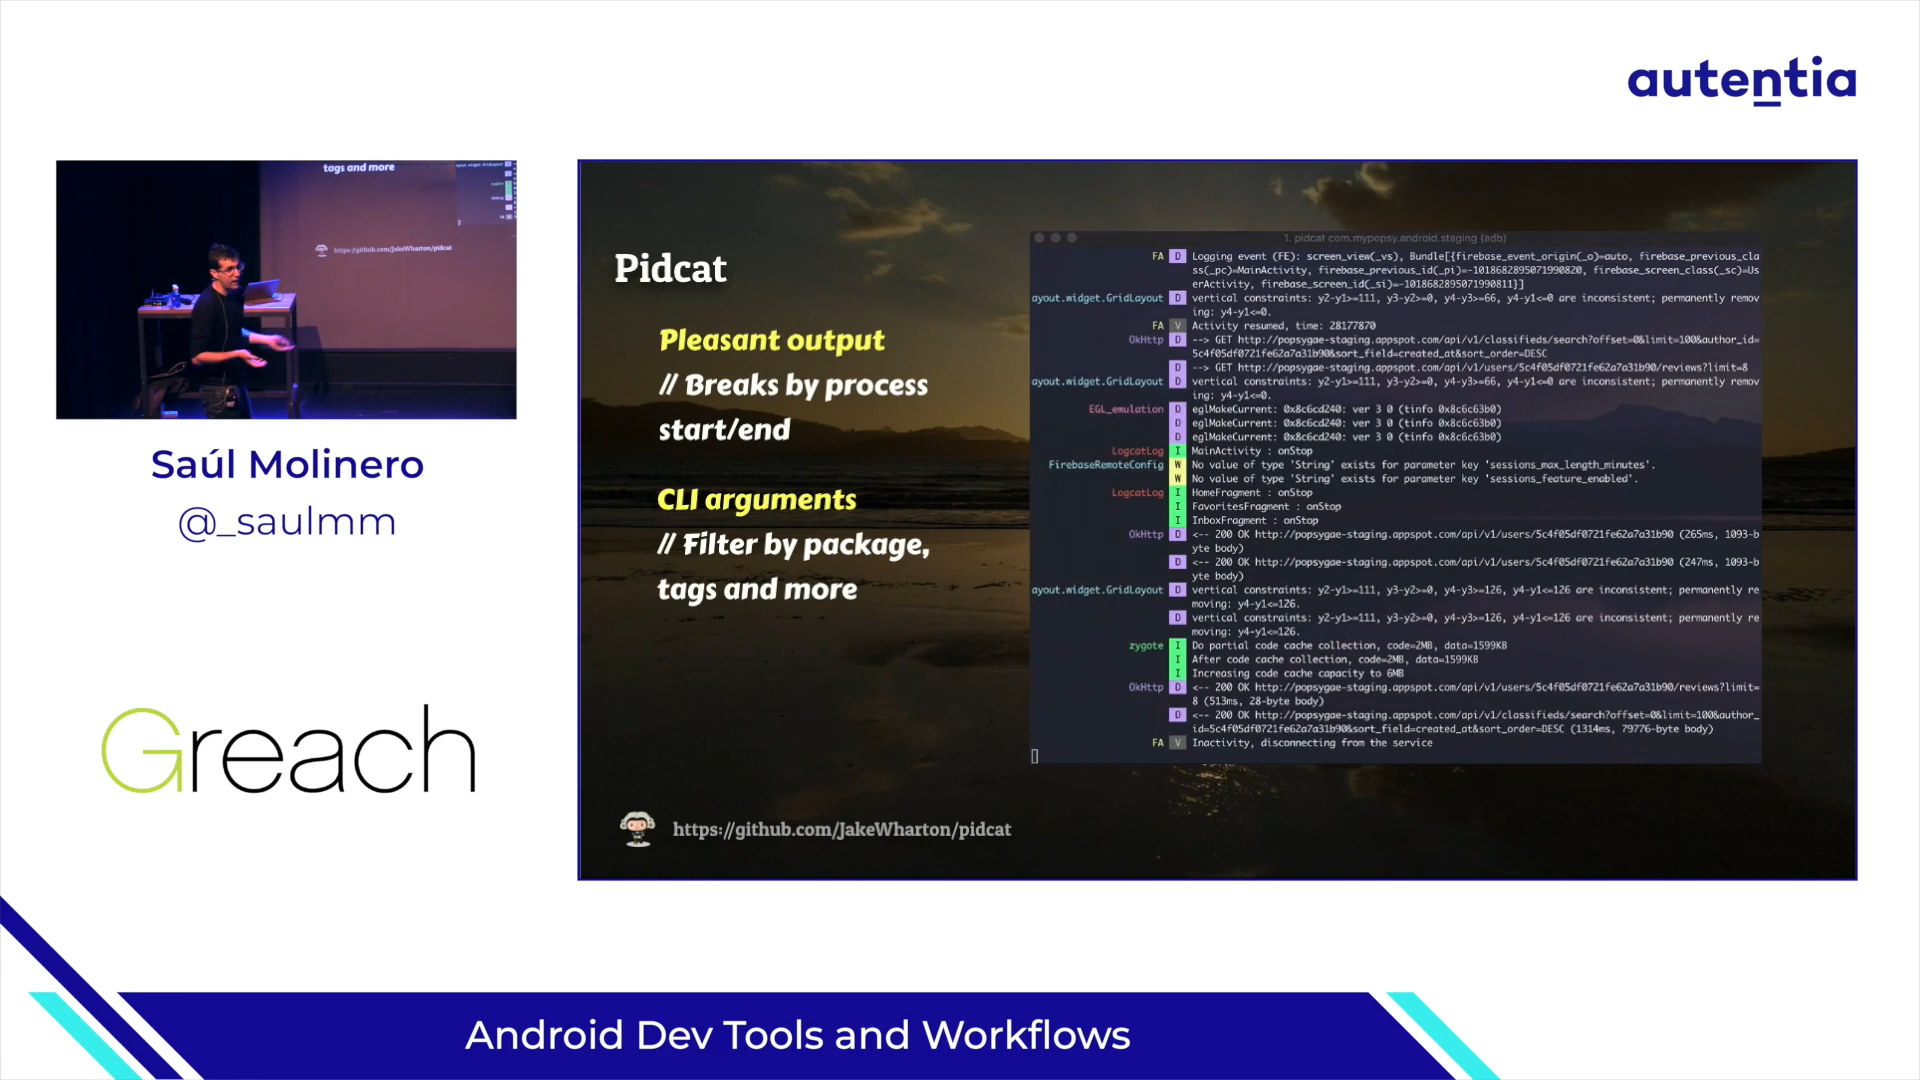 autentia
tags and more
https://github.com/JakeWharton/pidcat
Saúl Molinero
@_saulmm
Greach
Pidcat
Pleasant output
// Breaks by process
start/end
CLI arguments
// Filter by package,
tags and more
https://github.com/JakeWharton/pidcat
1. pidcat com.mypopsy.android.staging (adb)
FA D Logging event (FE): screen_view(_vs), Bundle[{firebase_event_origin(_o)=auto, firebase_previous_cla
ss(_pc)=MainActivity, firebase_previous_id(_pi)=-1018682895071990820, firebase_screen_class(_sc)=Us
erActivity, firebase_screen_id(_si)=-1018682895071990811}]
ayout.widget.GridLayout D vertical constraints: y2-y1>=111, y3-y2>=0, y4-y3>=66, y4-y1<=0 are inconsistent; permanently remov
ing: y4-y1<=0.
FA V Activity resumed, time: 28177870
OkHttp D --> GET http://popsygae-staging.appspot.com/api/v1/classifieds/search?offset=0&limit=100&author_id=
5c4f05df0721fe62a7a31b90&sort_field=created_at&sort_order=DESC
D --> GET http://popsygae-staging.appspot.com/api/v1/users/5c4f05df0721fe62a7a31b90/reviews?limit=8
ayout.widget.GridLayout D vertical constraints: y2-y1>=111, y3-y2>=0, y4-y3>=66, y4-y1<=0 are inconsistent; permanently remov
ing: y4-y1<=0.
EGL_emulation D eglMakeCurrent: 0x8c6cd240: ver 3 0 (tinfo 0x8c6c63b0)
D eglMakeCurrent: 0x8c6cd240: ver 3 0 (tinfo 0x8c6c63b0)
D eglMakeCurrent: 0x8c6cd240: ver 3 0 (tinfo 0x8c6c63b0)
LogcatLog I MainActivity : onStop
FirebaseRemoteConfig W No value of type 'String' exists for parameter key 'sessions_max_length_minutes'.
W No value of type 'String' exists for parameter key 'sessions_feature_enabled'.
LogcatLog I HomeFragment : onStop
I FavoritesFragment : onStop
I InboxFragment : onStop
OkHttp D <-- 200 OK http://popsygae-staging.appspot.com/api/v1/users/5c4f05df0721fe62a7a31b90 (265ms, 1093-b
yte body)
D <-- 200 OK http://popsygae-staging.appspot.com/api/v1/users/5c4f05df0721fe62a7a31b90 (247ms, 1093-b
yte body)
ayout.widget.GridLayout D vertical constraints: y2-y1>=111, y3-y2>=0, y4-y3>=126, y4-y1<=126 are inconsistent; permanently re
moving: y4-y1<=126.
D vertical constraints: y2-y1>=111, y3-y2>=0, y4-y3>=126, y4-y1<=126 are inconsistent; permanently re
moving: y4-y1<=126.
zygote I Do partial code cache collection, code=2MB, data=1599KB
I After code cache collection, code=2MB, data=1599KB
I Increasing code cache capacity to 6MB
OkHttp D <-- 200 OK http://popsygae-staging.appspot.com/api/v1/users/5c4f05df0721fe62a7a31b90/reviews?limit=
8 (513ms, 28-byte body)
D <-- 200 OK http://popsygae-staging.appspot.com/api/v1/classifieds/search?offset=0&limit=100&author_
id=5c4f05df0721fe62a7a31b90&sort_field=created_at&sort_order=DESC (1314ms, 79776-byte body)
FA V Inactivity, disconnecting from the service
Android Dev Tools and Workflows